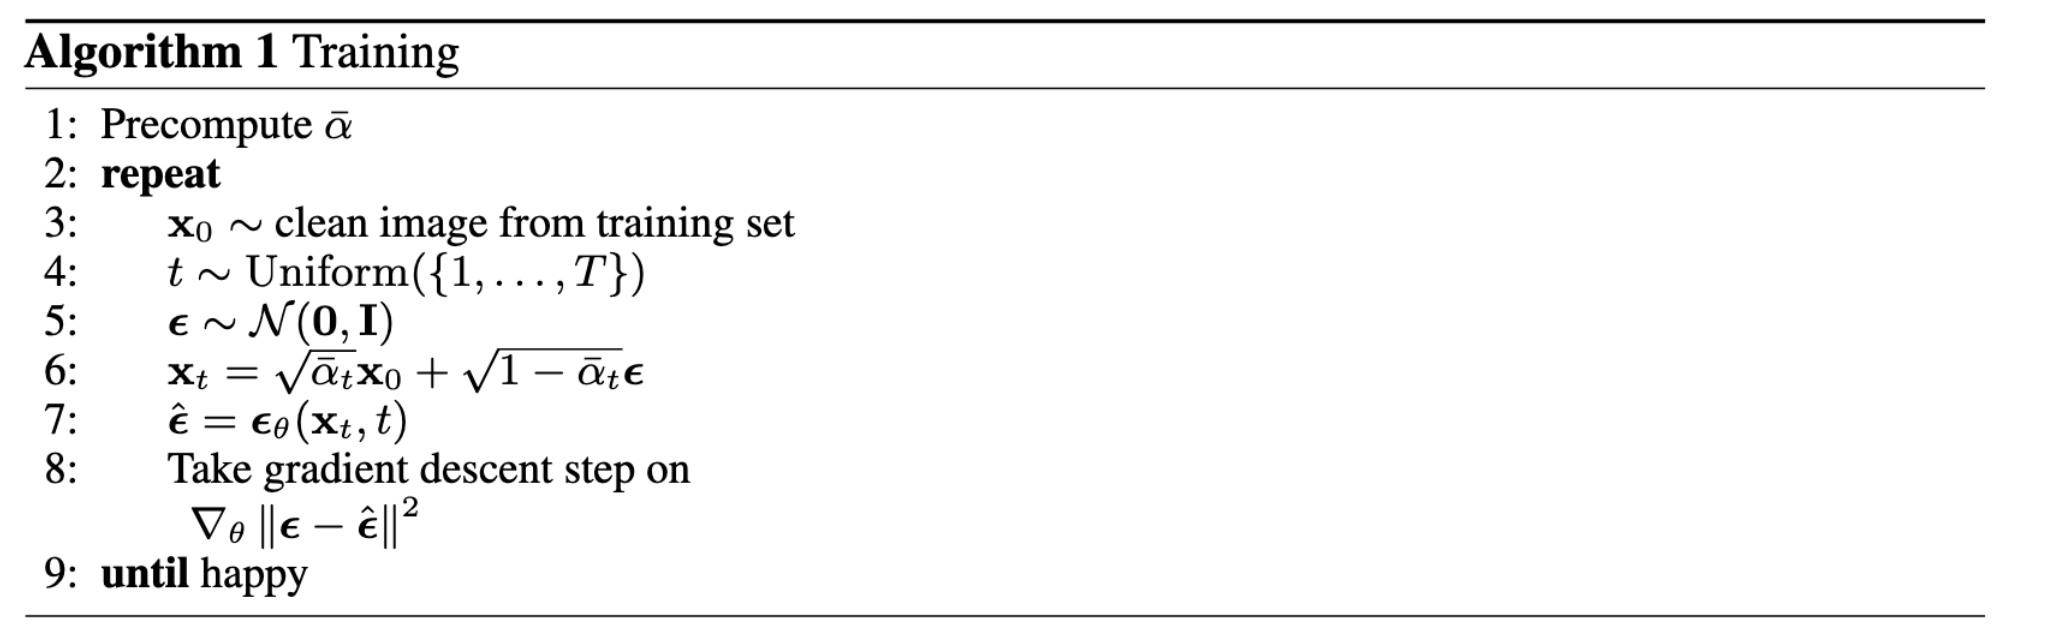 Algorithm 1 Training
1: Precompute ᾱ
2: repeat
3: x₀ ∼ clean image from training set
4: t ∼ Uniform({1, . . . , T})
5: ϵ ∼ 𝒩(0, I)
6: xₜ = √ᾱₜx₀ + √1 − ᾱₜϵ
7: ϵ̂ = ϵθ(xₜ, t)
8: Take gradient descent step on
∇θ ‖ϵ − ϵ̂‖²
9: until happy